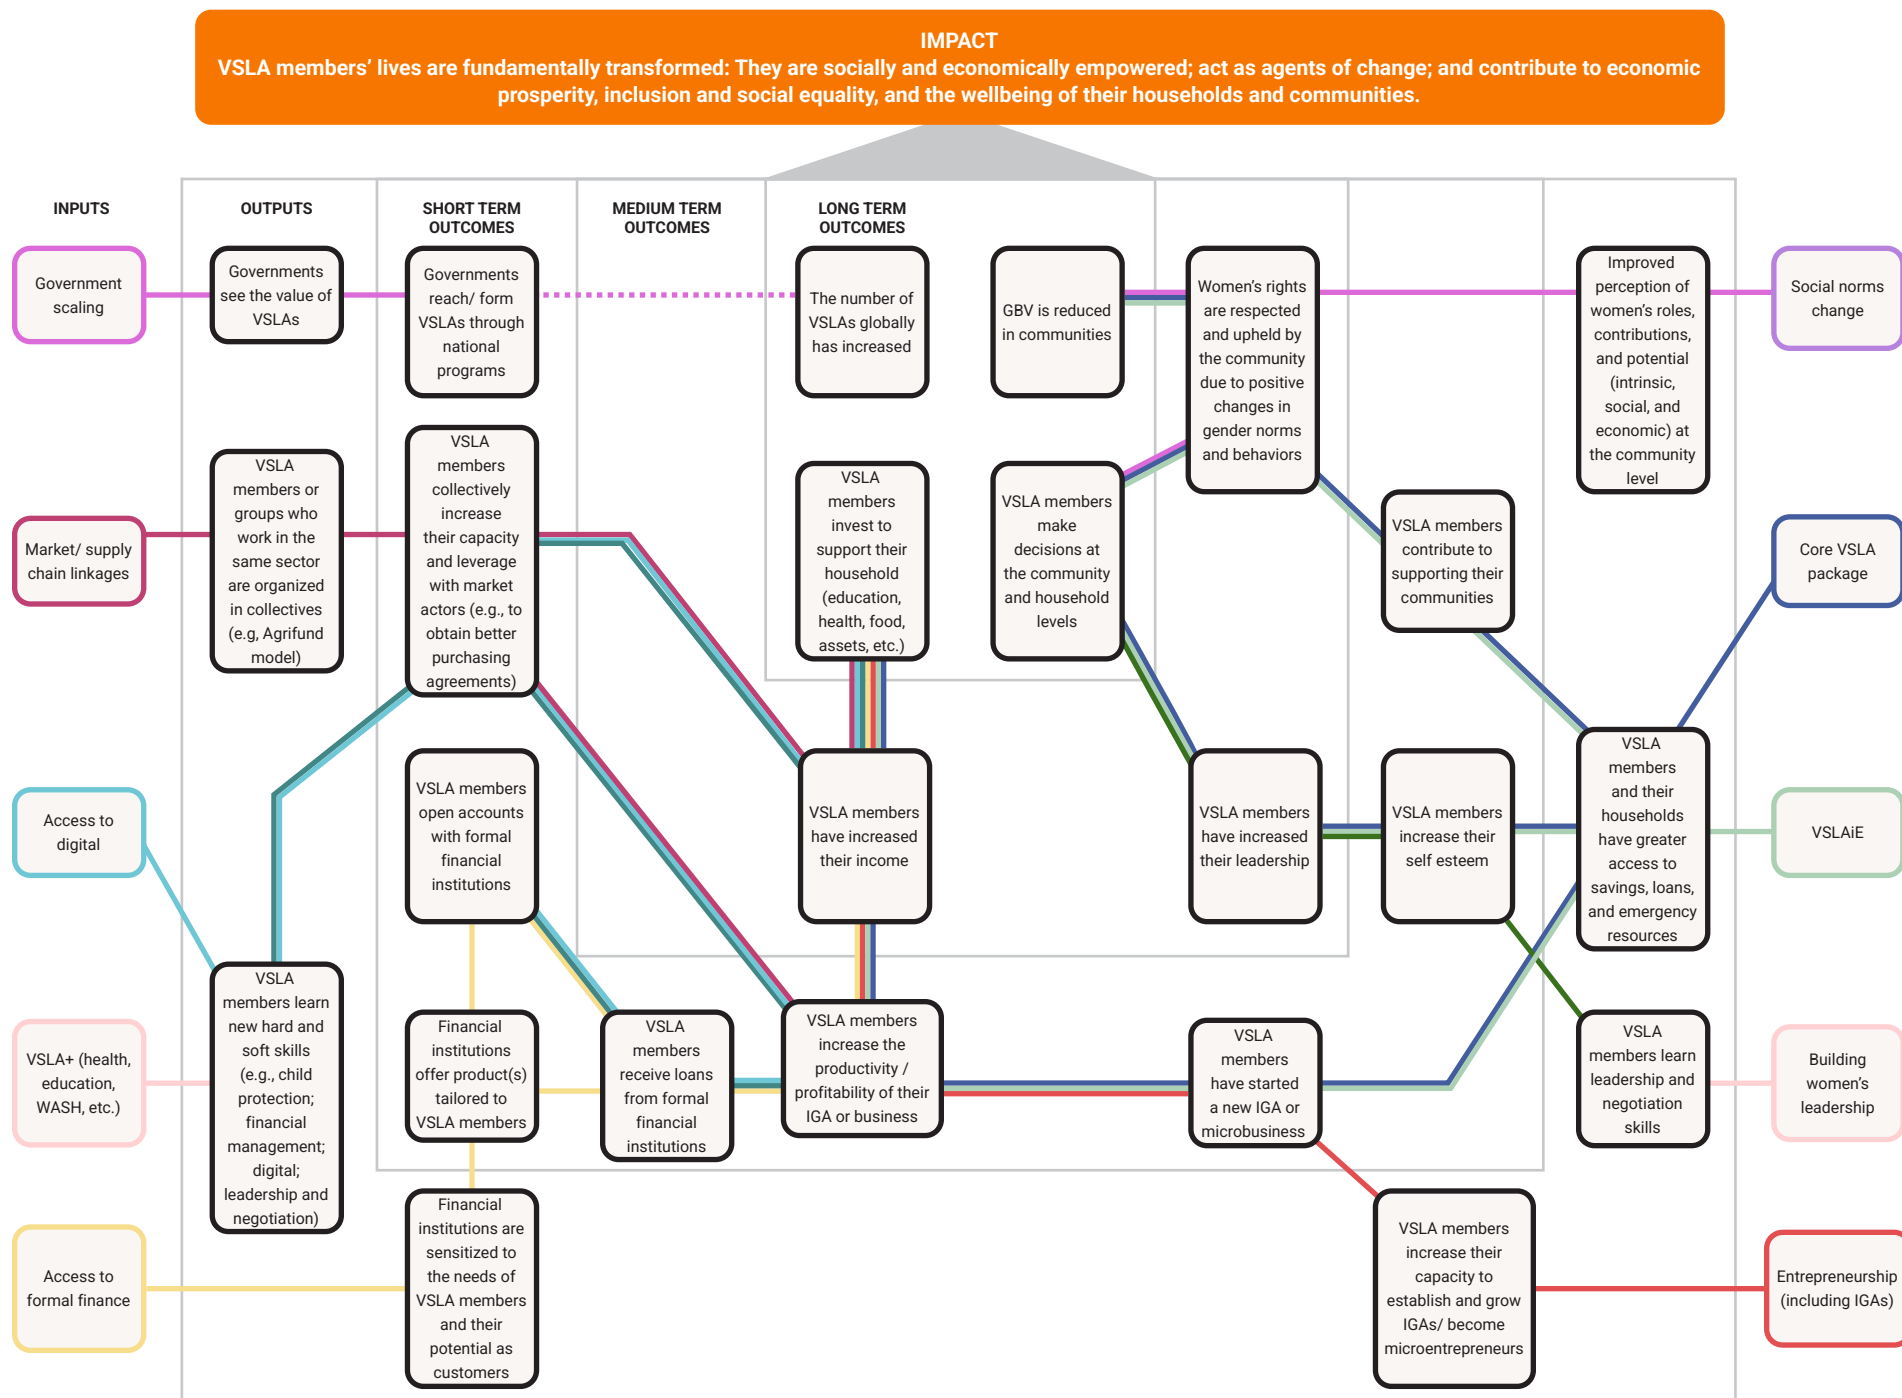 IMPACT
VSLA members’ lives are fundamentally transformed: They are socially and economically empowered; act as agents of change; and contribute to economic
prosperity, inclusion and social equality, and the wellbeing of their households and communities.
INPUTS
OUTPUTS
SHORT TERM
OUTCOMES
MEDIUM TERM
OUTCOMES
LONG TERM
OUTCOMES
Government
scaling
Governments
see the value of
VSLAs
Governments
reach/ form
VSLAs through
national
programs
The number of
VSLAs globally
has increased
GBV is reduced
in communities
Women’s rights
are respected
and upheld by
the community
due to positive
changes in
gender norms
and behaviors
Improved
perception of
women’s roles,
contributions,
and potential
(intrinsic,
social, and
economic) at
the community
level
Social norms
change
Market/ supply
chain linkages
VSLA
members or
groups who
work in the
same sector
are organized
in collectives
(e.g, Agrifund
model)
VSLA
members
collectively
increase
their capacity
and leverage
with market
actors (e.g., to
obtain better
purchasing
agreements)
VSLA
members
invest to
support their
household
(education,
health, food,
assets, etc.)
VSLA members
make
decisions at
the community
and household
levels
VSLA members
contribute to
supporting their
communities
Core VSLA
package
Access to
digital
VSLA members
open accounts
with formal
financial
institutions
VSLA members
have increased
their income
VSLA members
have increased
their leadership
VSLA members
increase their
self esteem
VSLA
members
and their
households
have greater
access to
savings, loans,
and emergency
resources
VSLAiE
VSLA+ (health,
education,
WASH, etc.)
VSLA
members learn
new hard and
soft skills
(e.g., child
protection;
financial
management;
digital;
leadership and
negotiation)
Financial
institutions
offer product(s)
tailored to
VSLA members
VSLA
members
receive loans
from formal
financial
institutions
VSLA members
increase the
productivity /
profitability of their
IGA or business
VSLA
members
have started
a new IGA or
microbusiness
VSLA
members learn
leadership and
negotiation
skills
Building
women’s
leadership
Access to
formal finance
Financial
institutions are
sensitized to
the needs of
VSLA members
and their
potential as
customers
VSLA members
increase their
capacity to
establish and grow
IGAs/ become
microentrepreneurs
Entrepreneurship
(including IGAs)